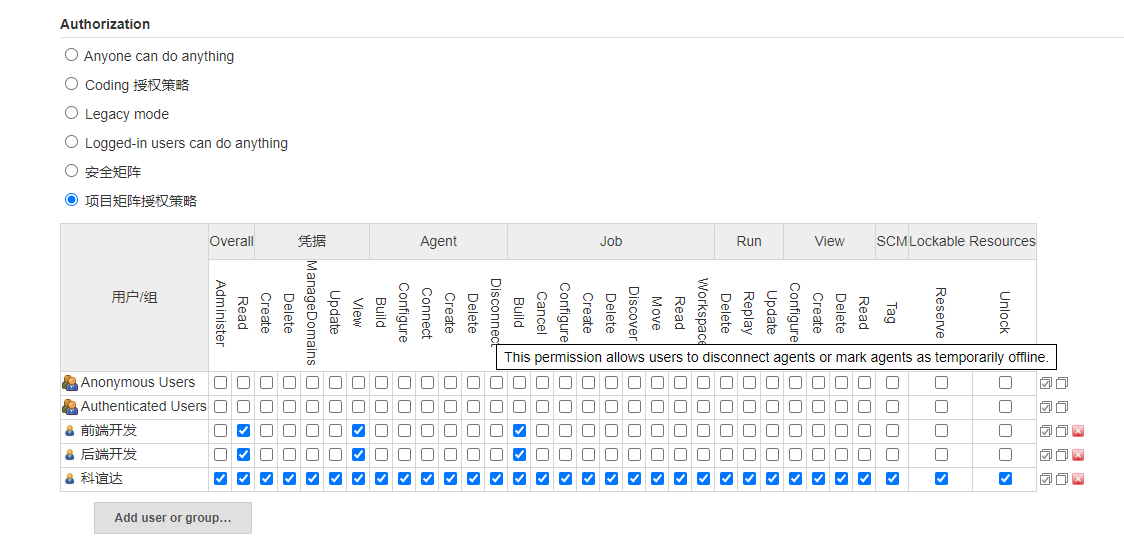 Authorization
Anyone can do anything
Coding 授权策略
Legacy mode
Logged-in users can do anything
安全矩阵
项目矩阵授权策略
用户/组 Overall 凭据 Agent Job Run View SCM Lockable Resources
Administer Read Create Delete ManageDomains Update View Build Configure Connect Create Delete Disconnect Build Cancel Configure Create Delete Discover Move Read Workspace Delete Replay Update Configure Create Delete Read Tag Reserve Unlock
This permission allows users to disconnect agents or mark agents as temporarily offline.
Anonymous Users
Authenticated Users
前端开发
后端开发
科谊达
Add user or group...